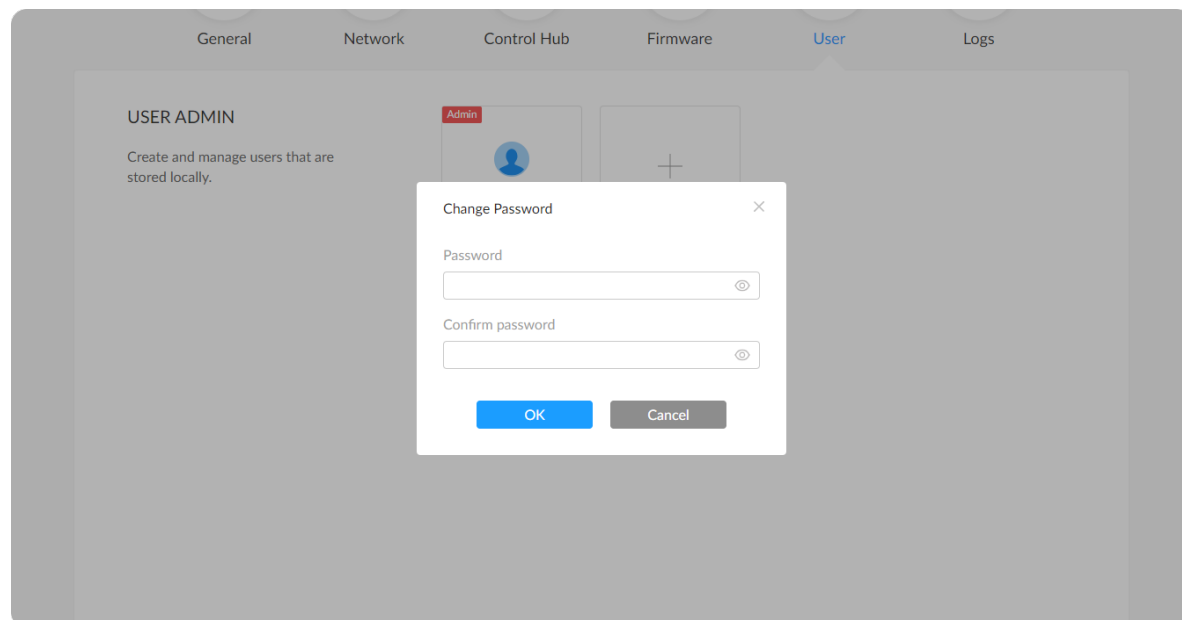 General Network Control Hub Firmware User Logs
USER ADMIN
Create and manage users that are
stored locally.
Admin
Change Password
Password
Confirm password
OK Cancel